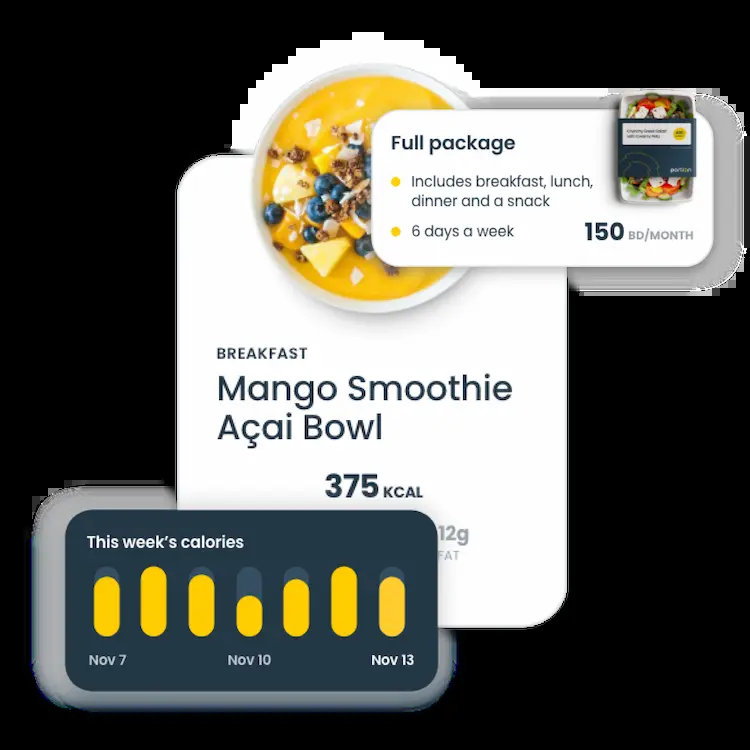 Full package
Includes breakfast, lunch,
dinner and a snack
6 days a week
150 BD/MONTH
portion
BREAKFAST
Mango Smoothie
Açai Bowl
375 KCAL
12g
FAT
This week’s calories
Nov 7
Nov 10
Nov 13